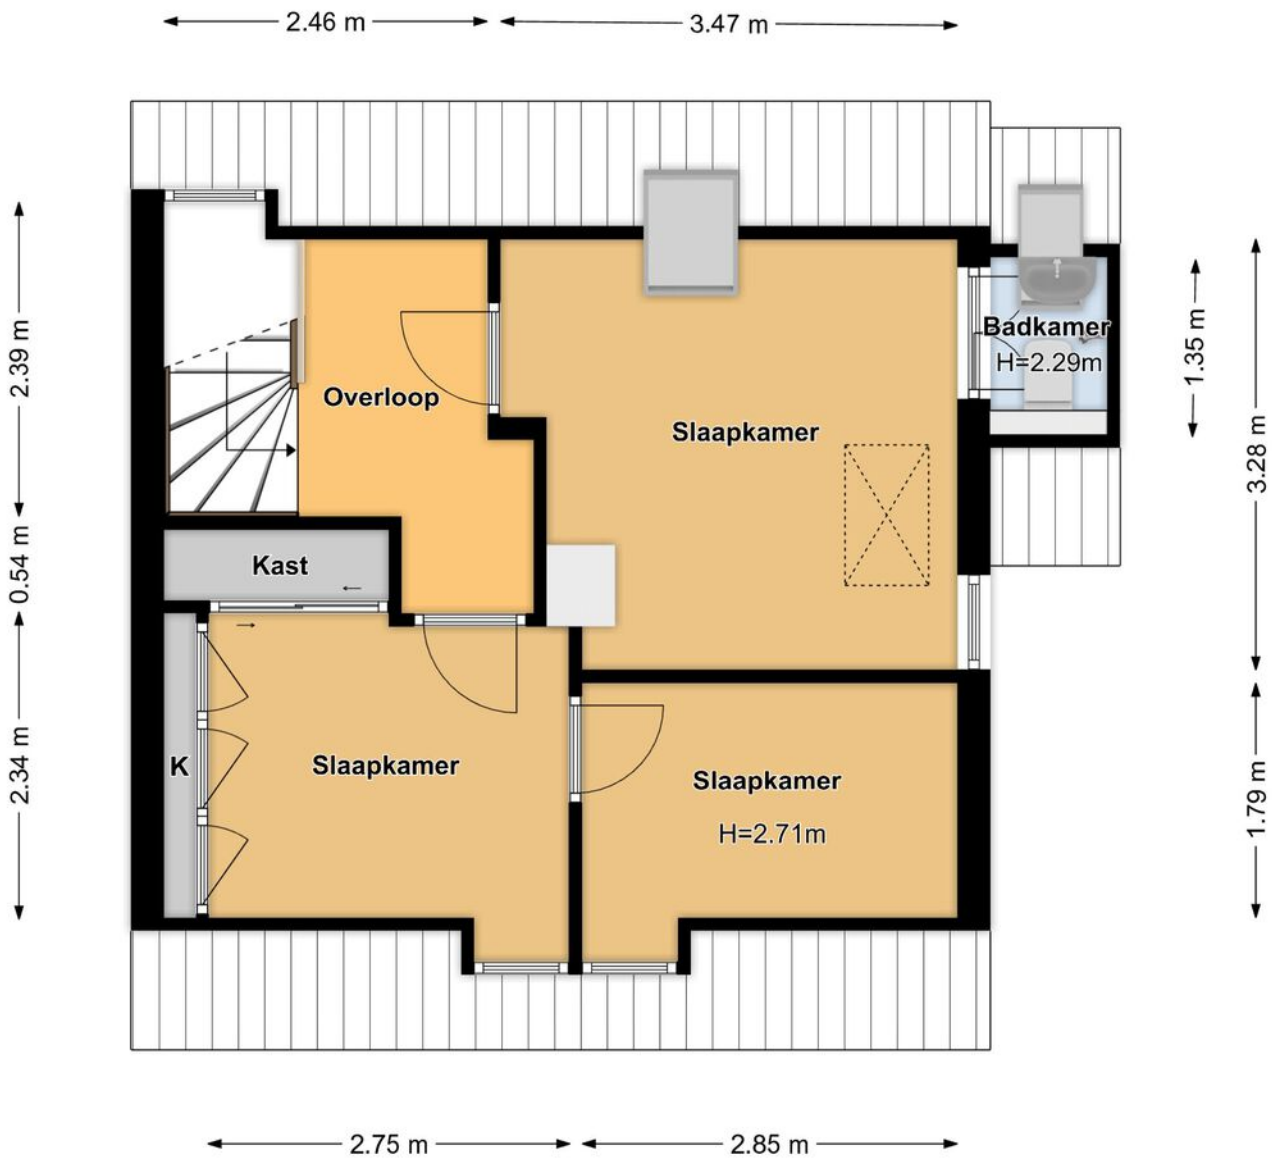 2.46 m
3.47 m
2.39 m
0.54 m
2.34 m
Overloop
Slaapkamer
Badkamer
H=2.29m
1.35 m
3.28 m
1.79 m
Kast
K
Slaapkamer
Slaapkamer
H=2.71m
2.75 m
2.85 m